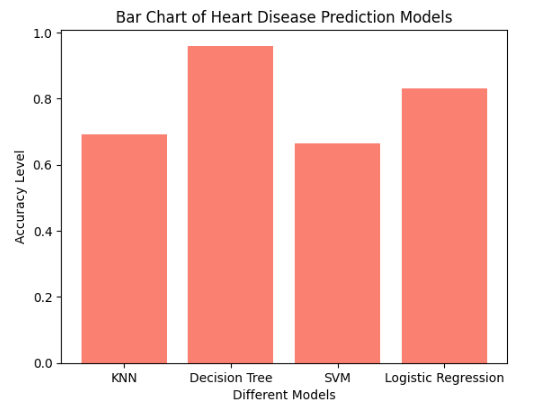 Bar Chart of Heart Disease Prediction Models
1.0
0.8
0.6
0.4
0.2
0.0
Accuracy Level
KNN Decision Tree SVM Logistic Regression
Different Models